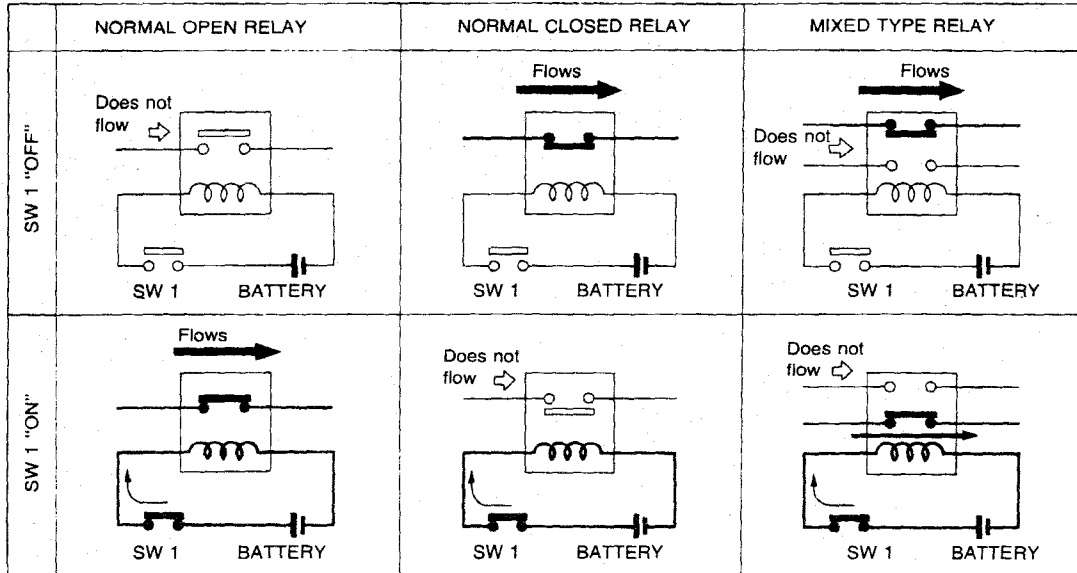 NORMAL OPEN RELAY
NORMAL CLOSED RELAY
MIXED TYPE RELAY
SW 1 "OFF"
Does not
flow
SW 1
BATTERY
Flows
SW 1
BATTERY
Flows
Does not
flow
SW 1
BATTERY
SW 1 "ON"
Flows
SW 1
BATTERY
Does not
flow
SW 1
BATTERY
Does not
flow
SW 1
BATTERY